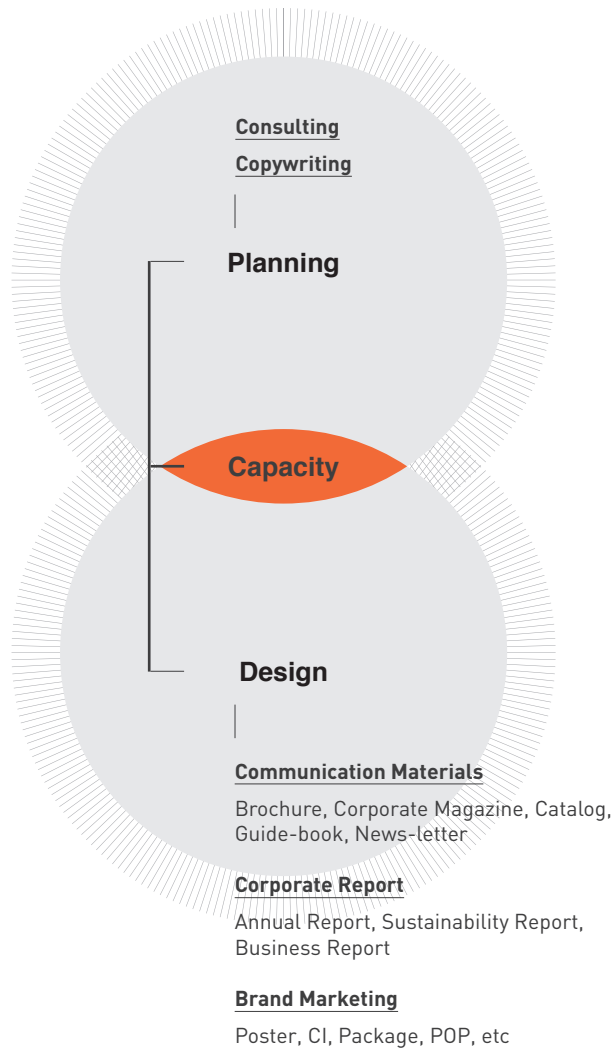 Consulting
Copywriting
Planning
Capacity
Design
Communication Materials
Brochure, Corporate Magazine, Catalog,
Guide-book, News-letter
Corporate Report
Annual Report, Sustainability Report,
Business Report
Brand Marketing
Poster, CI, Package, POP, etc